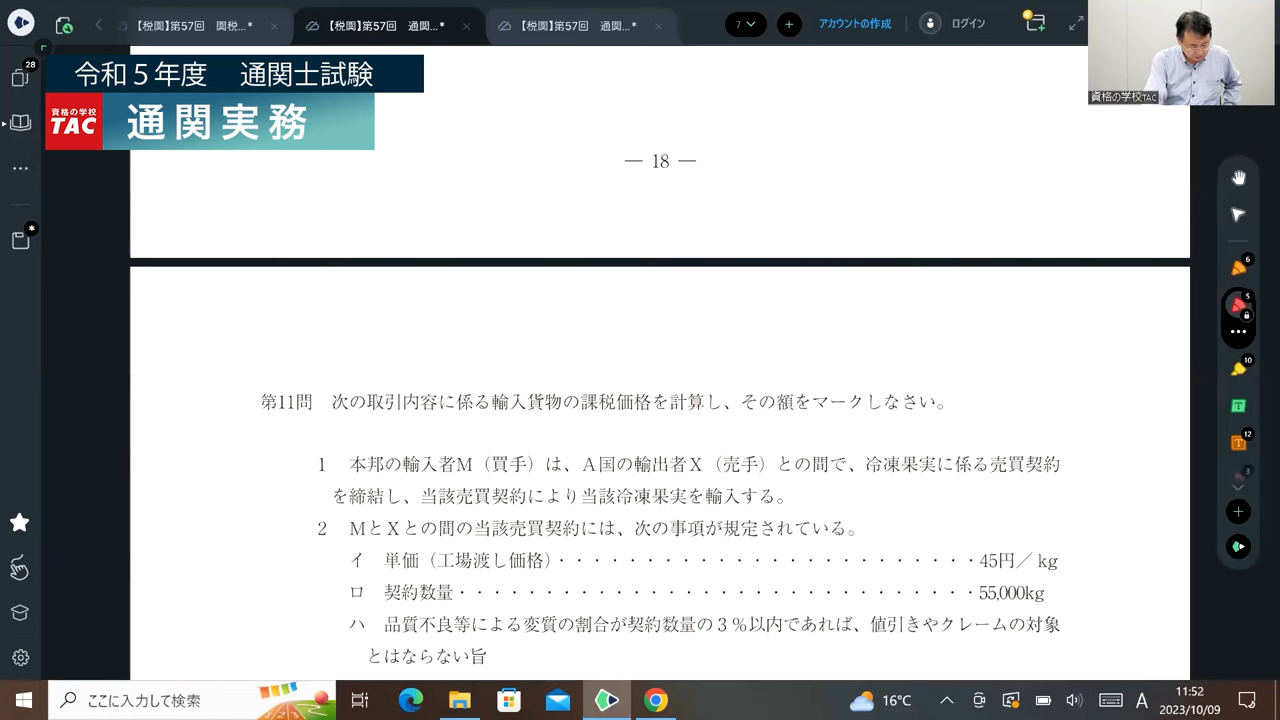 【税関】第57回 関税...*
【税関】第57回 通関...*
【税関】第57回 通関...*
7
アカウントの作成
ログイン
28
令和５年度 通関士試験
資格の学校
TAC
通関実務
資格の学校TAC
― 18 ―
6
5
10
T
12
T
3
第11問 次の取引内容に係る輸入貨物の課税価格を計算し、その額をマークしなさい。
1 本邦の輸入者Ｍ（買手）は、Ａ国の輸出者Ｘ（売手）との間で、冷凍果実に係る売買契約
を締結し、当該売買契約により当該冷凍果実を輸入する。
2 ＭとＸとの間の当該売買契約には、次の事項が規定されている。
イ 単価（工場渡し価格）・・・・・・・・・・・・・・・・・・・・・・・・45円／kg
ロ 契約数量・・・・・・・・・・・・・・・・・・・・・・・・・・・・・55,000kg
ハ 品質不良等による変質の割合が契約数量の３％以内であれば、値引きやクレームの対象
とはならない旨
ここに入力して検索
16℃
A
11:52
2023/10/09